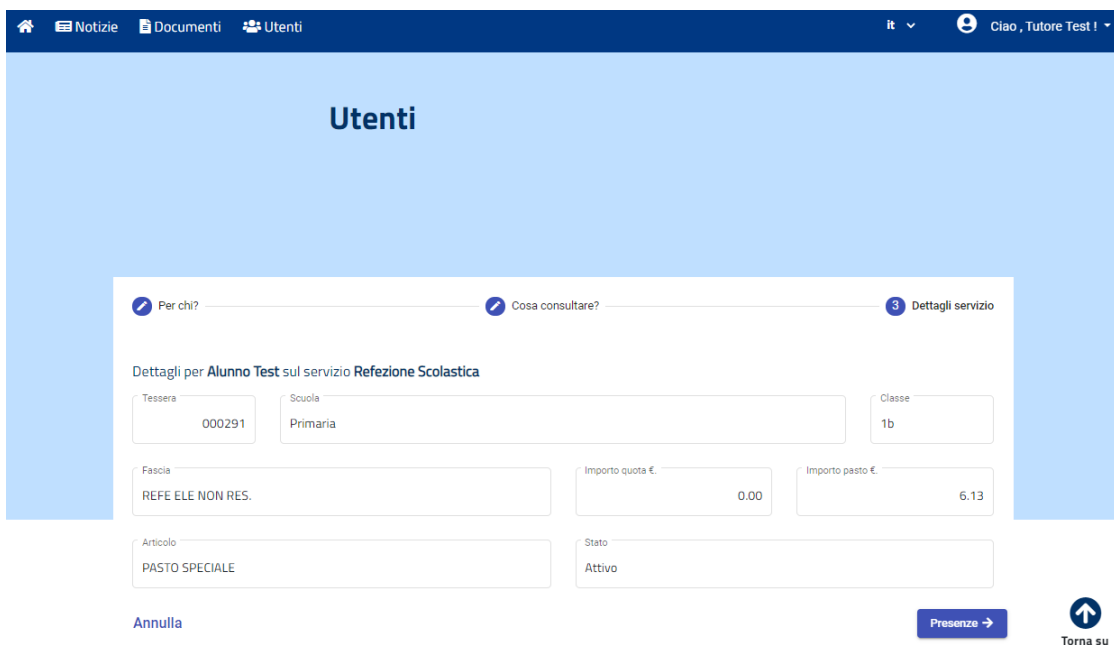 Notizie Documenti Utenti it Ciao , Tutore Test !
Utenti
Per chi? Cosa consultare? 3 Dettagli servizio
Dettagli per Alunno Test sul servizio Refezione Scolastica
Tessera Scuola Classe
000291 Primaria 1b
Fascia Importo quota €. Importo pasto €.
REFE ELE NON RES. 0.00 6.13
Articolo Stato
PASTO SPECIALE Attivo
Annulla Presenze →
Torna su